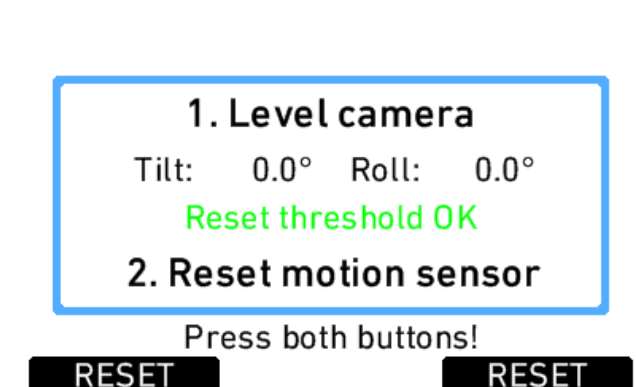 1. Level camera
Tilt: 0.0° Roll: 0.0°
Reset threshold OK
2. Reset motion sensor
Press both buttons!
RESET RESET